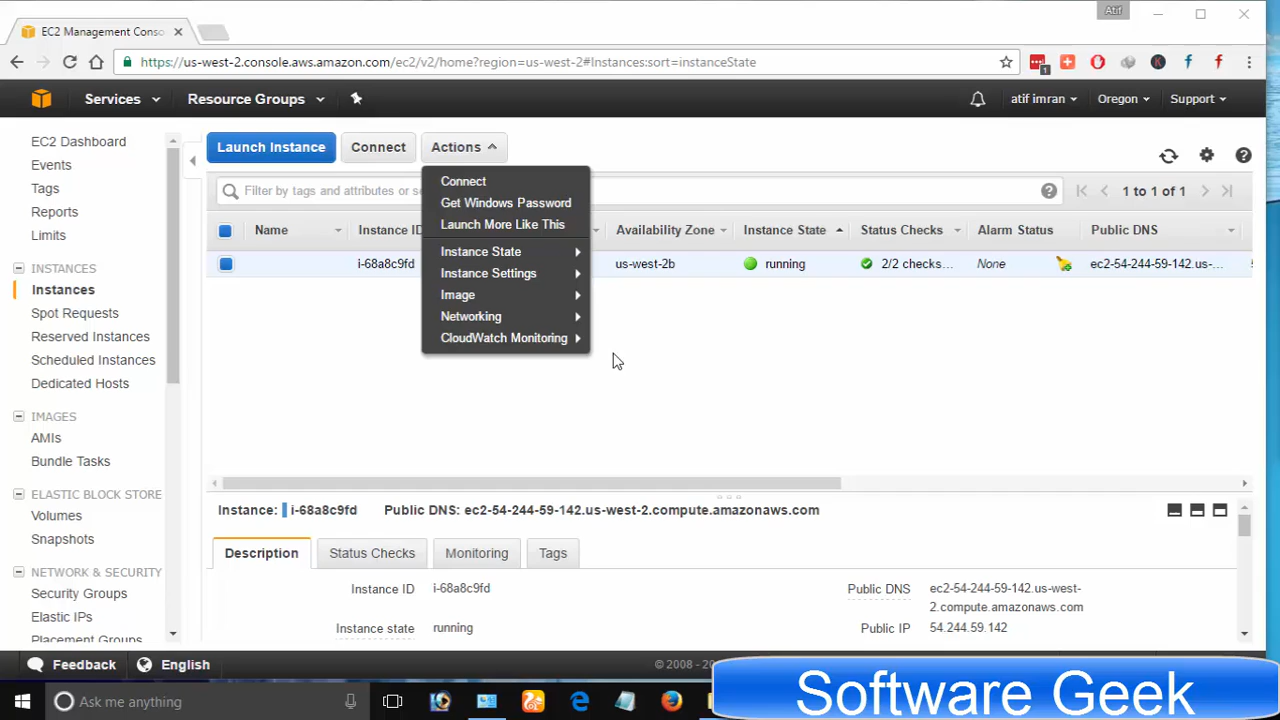 Atif
EC2 Management Conso
https://us-west-2.console.aws.amazon.com/ec2/v2/home?region=us-west-2#Instances:sort=instanceState
1
Services
Resource Groups
atif imran
Oregon
Support
EC2 Dashboard
Events
Tags
Reports
Limits
INSTANCES
Instances
Spot Requests
Reserved Instances
Scheduled Instances
Dedicated Hosts
IMAGES
AMIs
Bundle Tasks
ELASTIC BLOCK STORE
Volumes
Snapshots
NETWORK & SECURITY
Security Groups
Elastic IPs
Placement Groups
Launch Instance
Connect
Actions
Connect
Get Windows Password
Launch More Like This
Instance State
Instance Settings
Image
Networking
CloudWatch Monitoring
Filter by tags and attributes or se
1 to 1 of 1
Name
Instance ID
Availability Zone
Instance State
Status Checks
Alarm Status
Public DNS
i-68a8c9fd
us-west-2b
running
2/2 checks...
None
ec2-54-244-59-142.us-...
Instance: i-68a8c9fd Public DNS: ec2-54-244-59-142.us-west-2.compute.amazonaws.com
Description
Status Checks
Monitoring
Tags
Instance ID
i-68a8c9fd
Public DNS
ec2-54-244-59-142.us-west-
2.compute.amazonaws.com
Instance state
running
Public IP
54.244.59.142
Feedback
English
© 2008 - 20
Ask me anything
Software Geek